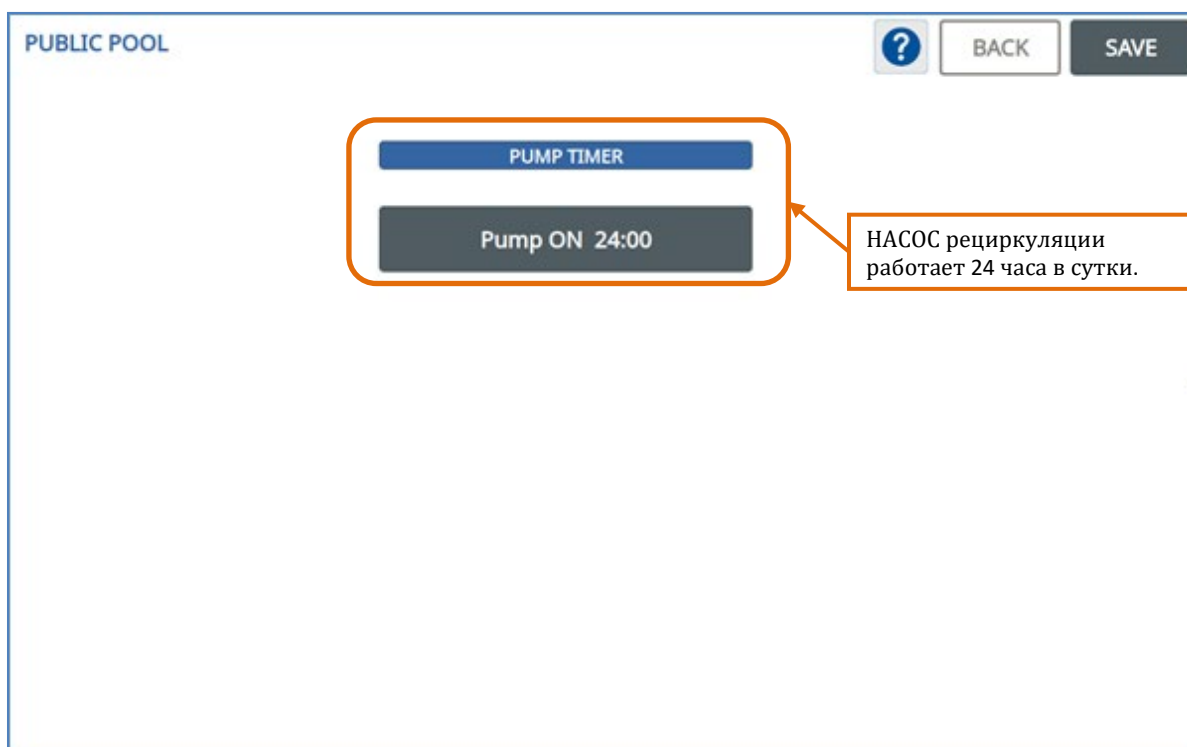 PUBLIC POOL
?
BACK
SAVE
PUMP TIMER
Pump ON 24:00
НАСОС рециркуляции
работает 24 часа в сутки.